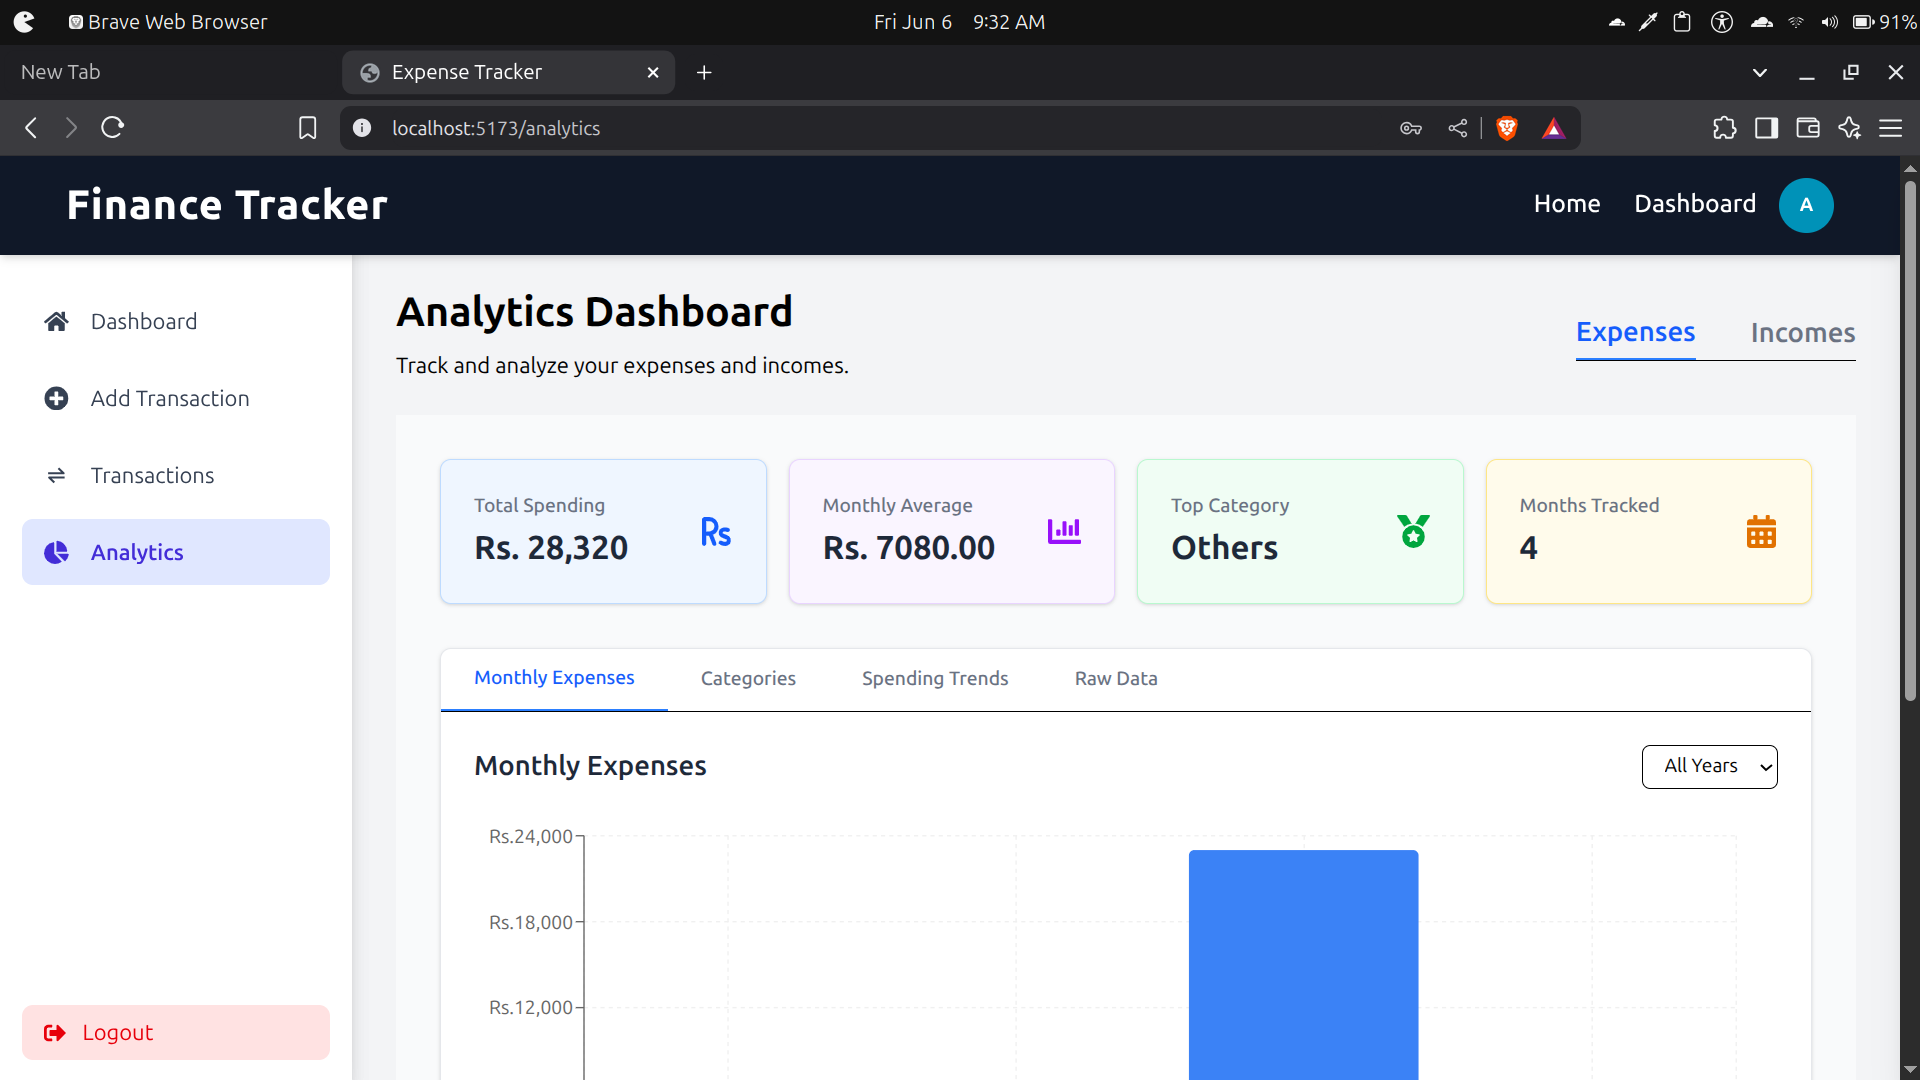 Brave Web Browser
Fri Jun 6 9:32 AM
91%
New Tab
Expense Tracker
localhost:5173/analytics
Finance Tracker
Home
Dashboard
A
Dashboard
Add Transaction
Transactions
Analytics
Logout
Analytics Dashboard
Track and analyze your expenses and incomes.
Expenses
Incomes
Total Spending
Rs. 28,320
Rs
Monthly Average
Rs. 7080.00
Top Category
Others
Months Tracked
4
Monthly Expenses
Categories
Spending Trends
Raw Data
Monthly Expenses
All Years
Rs.24,000
Rs.18,000
Rs.12,000